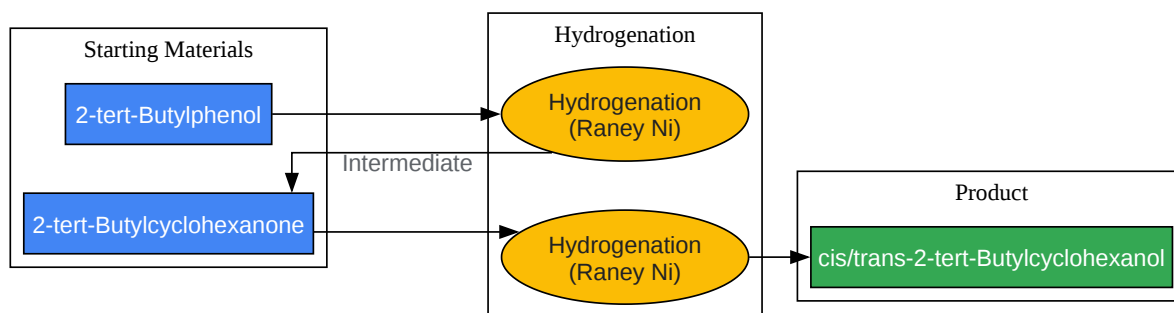 Starting Materials
2-tert-Butylphenol
2-tert-Butylcyclohexanone
Intermediate
Hydrogenation
Hydrogenation
(Raney Ni)
Hydrogenation
(Raney Ni)
Product
cis/trans-2-tert-Butylcyclohexanol